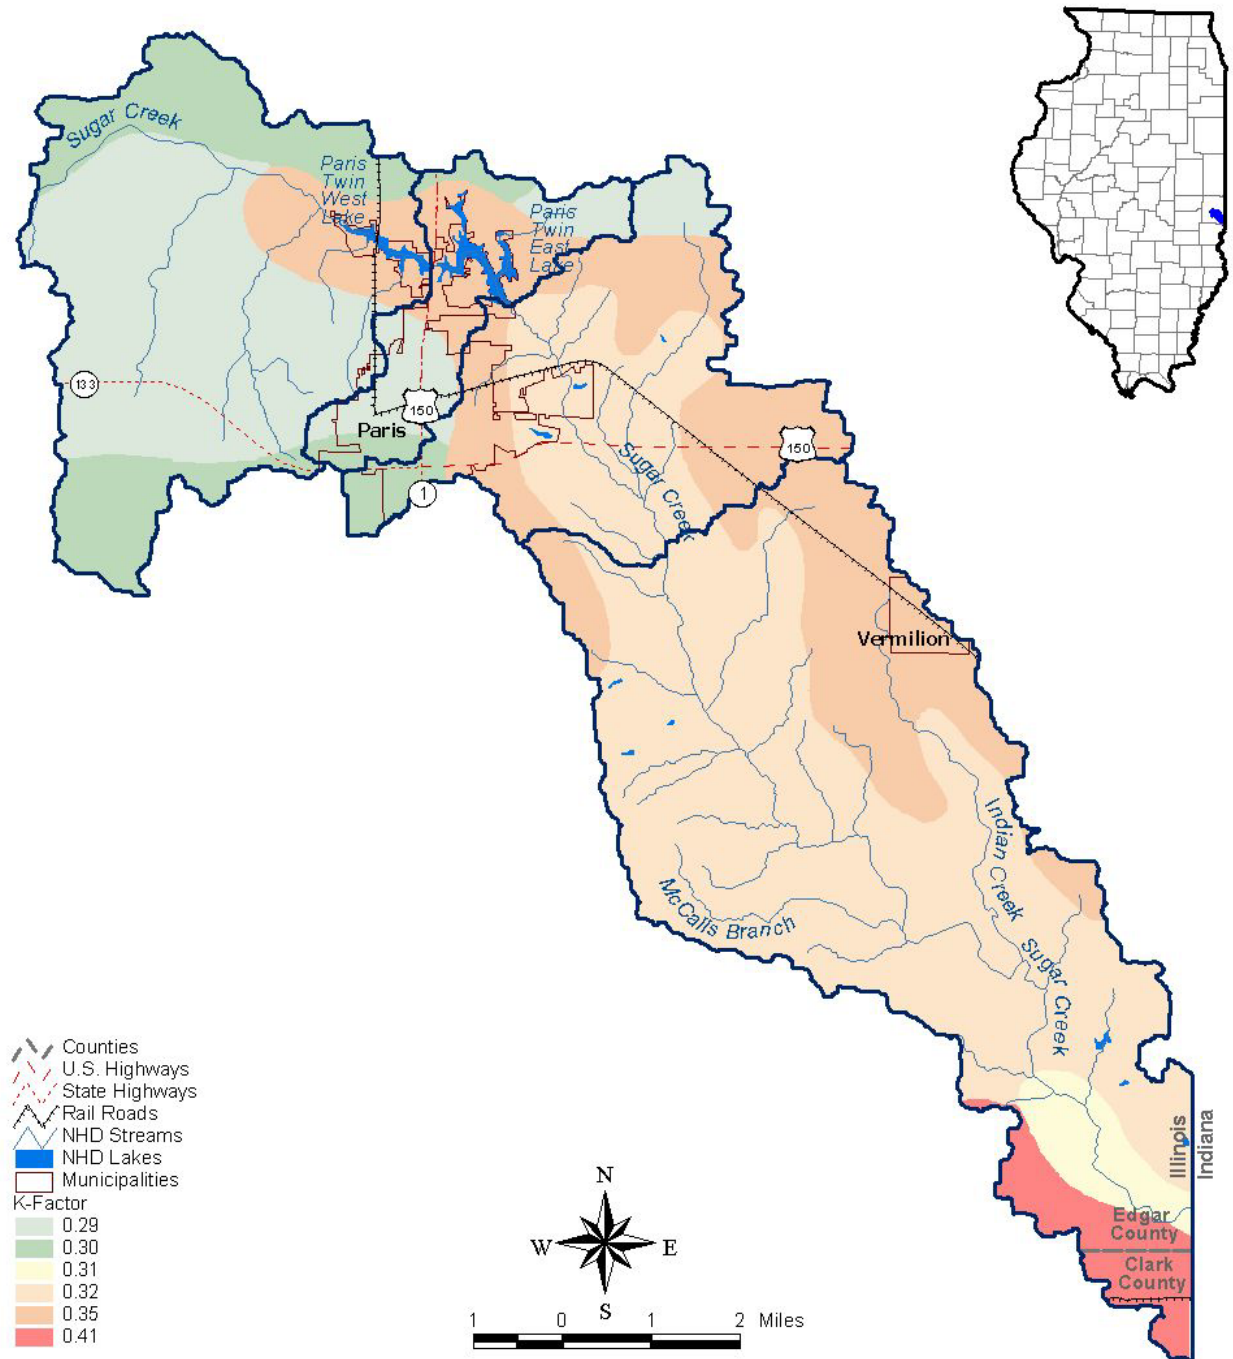 Sugar Creek
Paris
Twin
West
Lake
Paris
Twin
East
Lake
133
150
Paris
150
1
Sugar Creek
Vermilion
Indian Creek
McCalls Branch
Sugar Creek
Illinois
Indiana
Edgar
County
Clark
County
Counties
U.S. Highways
State Highways
Rail Roads
NHD Streams
NHD Lakes
Municipalities
K-Factor
0.29
0.30
0.31
0.32
0.35
0.41
N
W
E
S
1 0 1 2 Miles